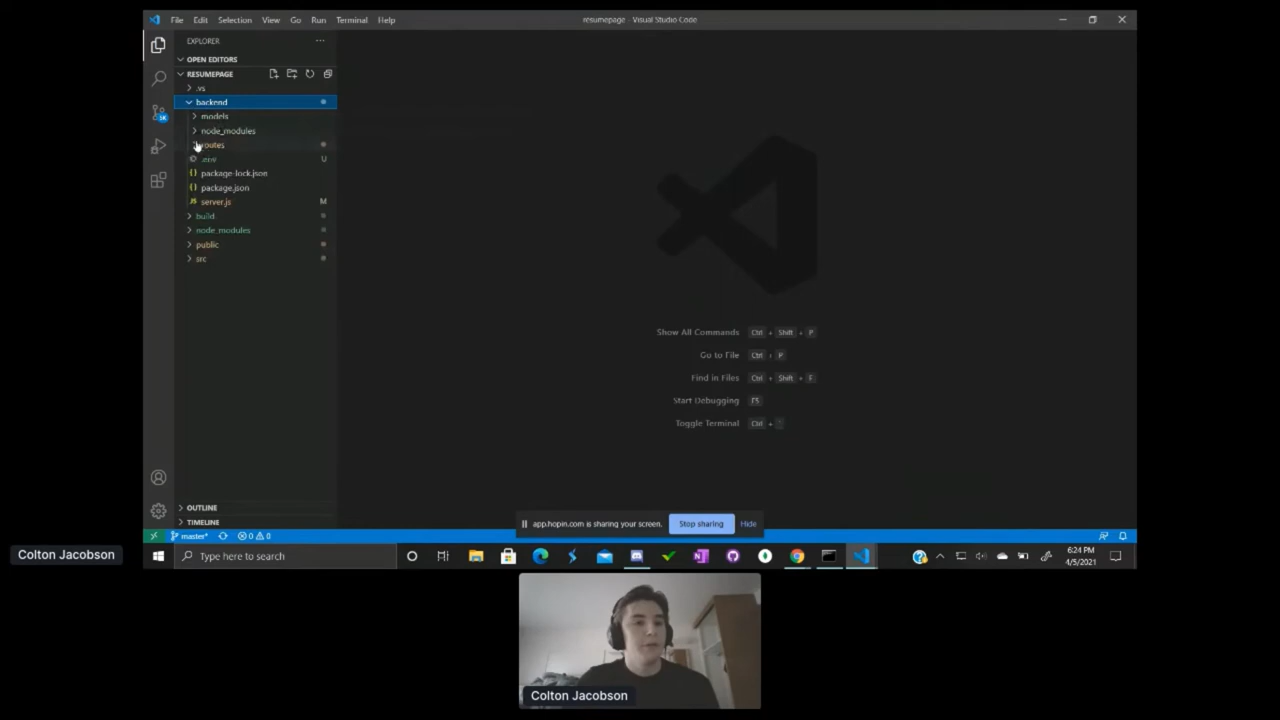 File Edit Selection View Go Run Terminal Help
resumepage - Visual Studio Code
EXPLORER
OPEN EDITORS
RESUMEPAGE
.vs
backend
models
node_modules
routes
.env U
package-lock.json
package.json
JS server.js M
build
node_modules
public
src
Show All Commands Ctrl + Shift + P
Go to File Ctrl + P
Find in Files Ctrl + Shift + F
Start Debugging F5
Toggle Terminal Ctrl + `
OUTLINE
TIMELINE
app.hopin.com is sharing your screen. Stop sharing Hide
master* 0 0
Colton Jacobson
Type here to search
6:24 PM
4/5/2021
Colton Jacobson